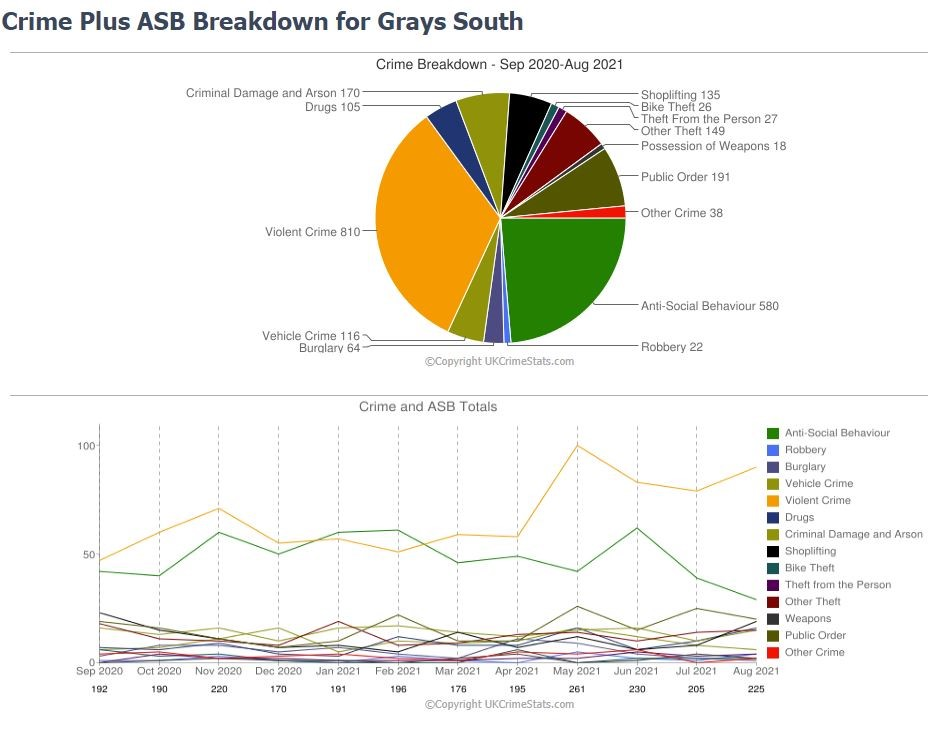 Crime Plus ASB Breakdown for Grays South
Crime Breakdown - Sep 2020-Aug 2021
Criminal Damage and Arson 170
Drugs 105
Shoplifting 135
Bike Theft 26
Theft From the Person 27
Other Theft 149
Possession of Weapons 18
Public Order 191
Other Crime 38
Violent Crime 810
Anti-Social Behaviour 580
Vehicle Crime 116
Burglary 64
Robbery 22
©Copyright UKCrimeStats.com
Crime and ASB Totals
100
50
0
Anti-Social Behaviour
Robbery
Burglary
Vehicle Crime
Violent Crime
Drugs
Criminal Damage and Arson
Shoplifting
Bike Theft
Theft from the Person
Other Theft
Weapons
Public Order
Other Crime
Sep 2020 Oct 2020 Nov 2020 Dec 2020 Jan 2021 Feb 2021 Mar 2021 Apr 2021 May 2021 Jun 2021 Jul 2021 Aug 2021
192 190 220 170 191 196 176 195 261 230 205 225
©Copyright UKCrimeStats.com